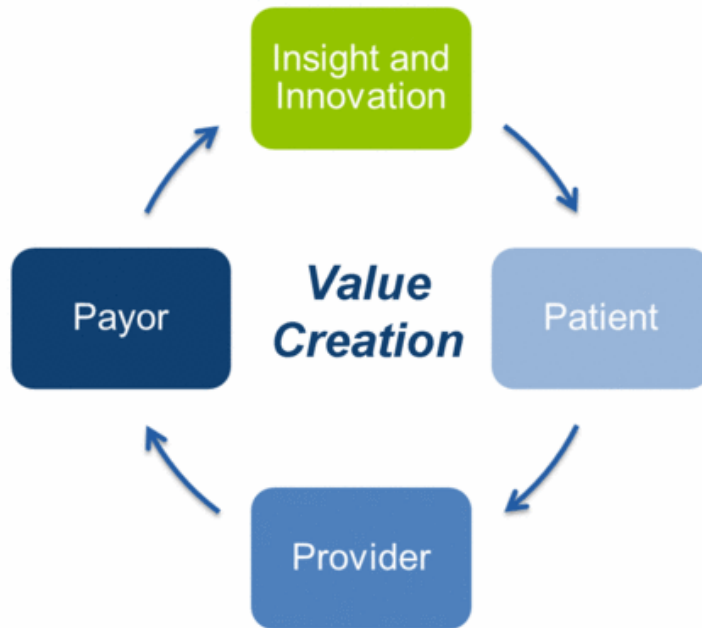 Insight and
Innovation
Payor
Value
Creation
Patient
Provider